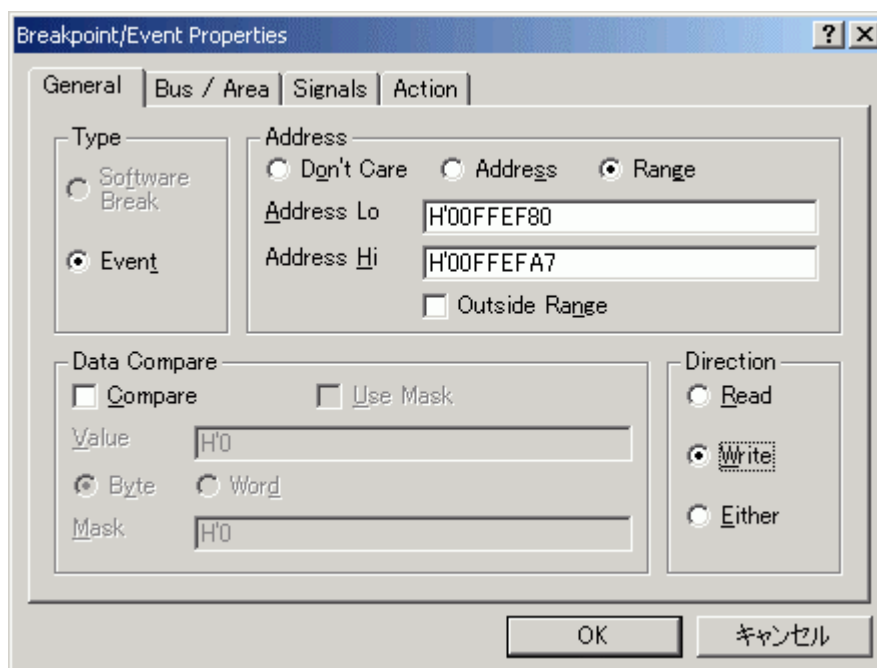 Breakpoint/Event Properties
General Bus / Area Signals Action
Type
Software
Break
Event
Address
Don't Care Address Range
Address Lo H'00FFEF80
Address Hi H'00FFEFA7
Outside Range
Data Compare
Compare Use Mask
Value H'0
Byte Word
Mask H'0
Direction
Read
Write
Either
OK キャンセル